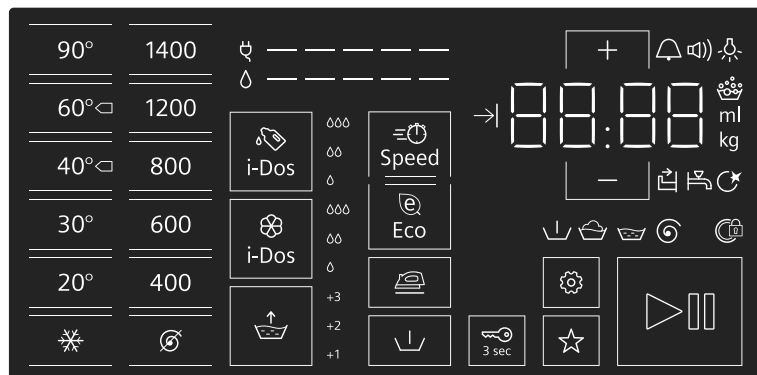 90° 1400
60° 1200
40° 800
30° 600
20° 400
i-Dos
i-Dos
+3
+2
+1
Speed
e
Eco
3 sec
+
88:88
−
ml
kg